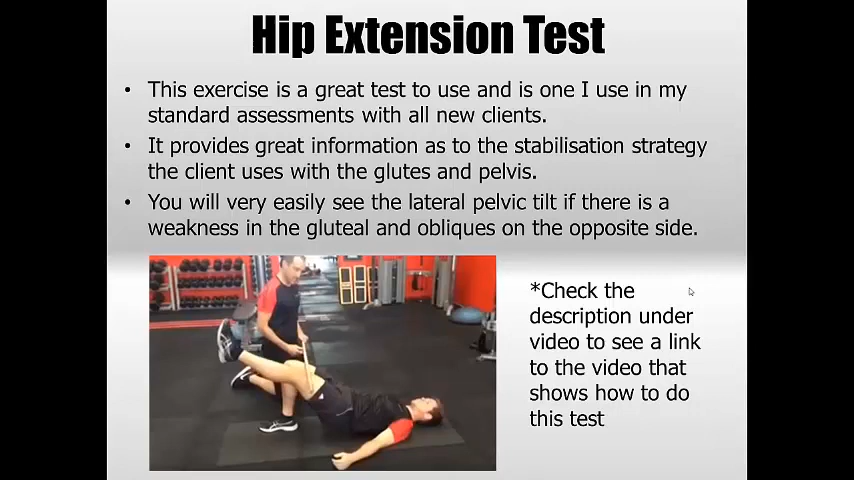 Hip Extension Test
• This exercise is a great test to use and is one I use in my
standard assessments with all new clients.
• It provides great information as to the stabilisation strategy
the client uses with the glutes and pelvis.
• You will very easily see the lateral pelvic tilt if there is a
weakness in the gluteal and obliques on the opposite side.
*Check the
description under
video to see a link
to the video that
shows how to do
this test